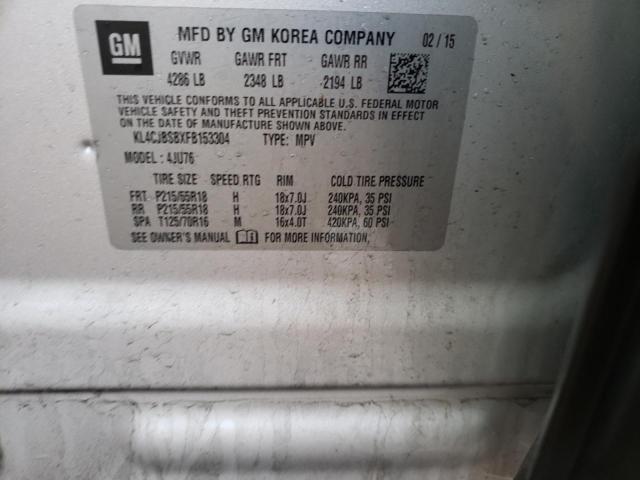 GM
MFD BY GM KOREA COMPANY 02/15
GVWR GAWR FRT GAWR RR
4286 LB 2348 LB 2194 LB
THIS VEHICLE CONFORMS TO ALL APPLICABLE U.S. FEDERAL MOTOR
VEHICLE SAFETY AND THEFT PREVENTION STANDARDS IN EFFECT
ON THE DATE OF MANUFACTURE SHOWN ABOVE.
KL4CJBSBXFB153304 TYPE: MPV
MODEL: 4JU76
TIRE SIZE SPEED RTG RIM COLD TIRE PRESSURE
FRT P215/55R18 H 18x7.0J 240KPA, 35 PSI
RR P215/55R18 H 18x7.0J 240KPA, 35 PSI
SPA T125/70R16 M 16x4.0T 420KPA, 60 PSI
SEE OWNER'S MANUAL FOR MORE INFORMATION.